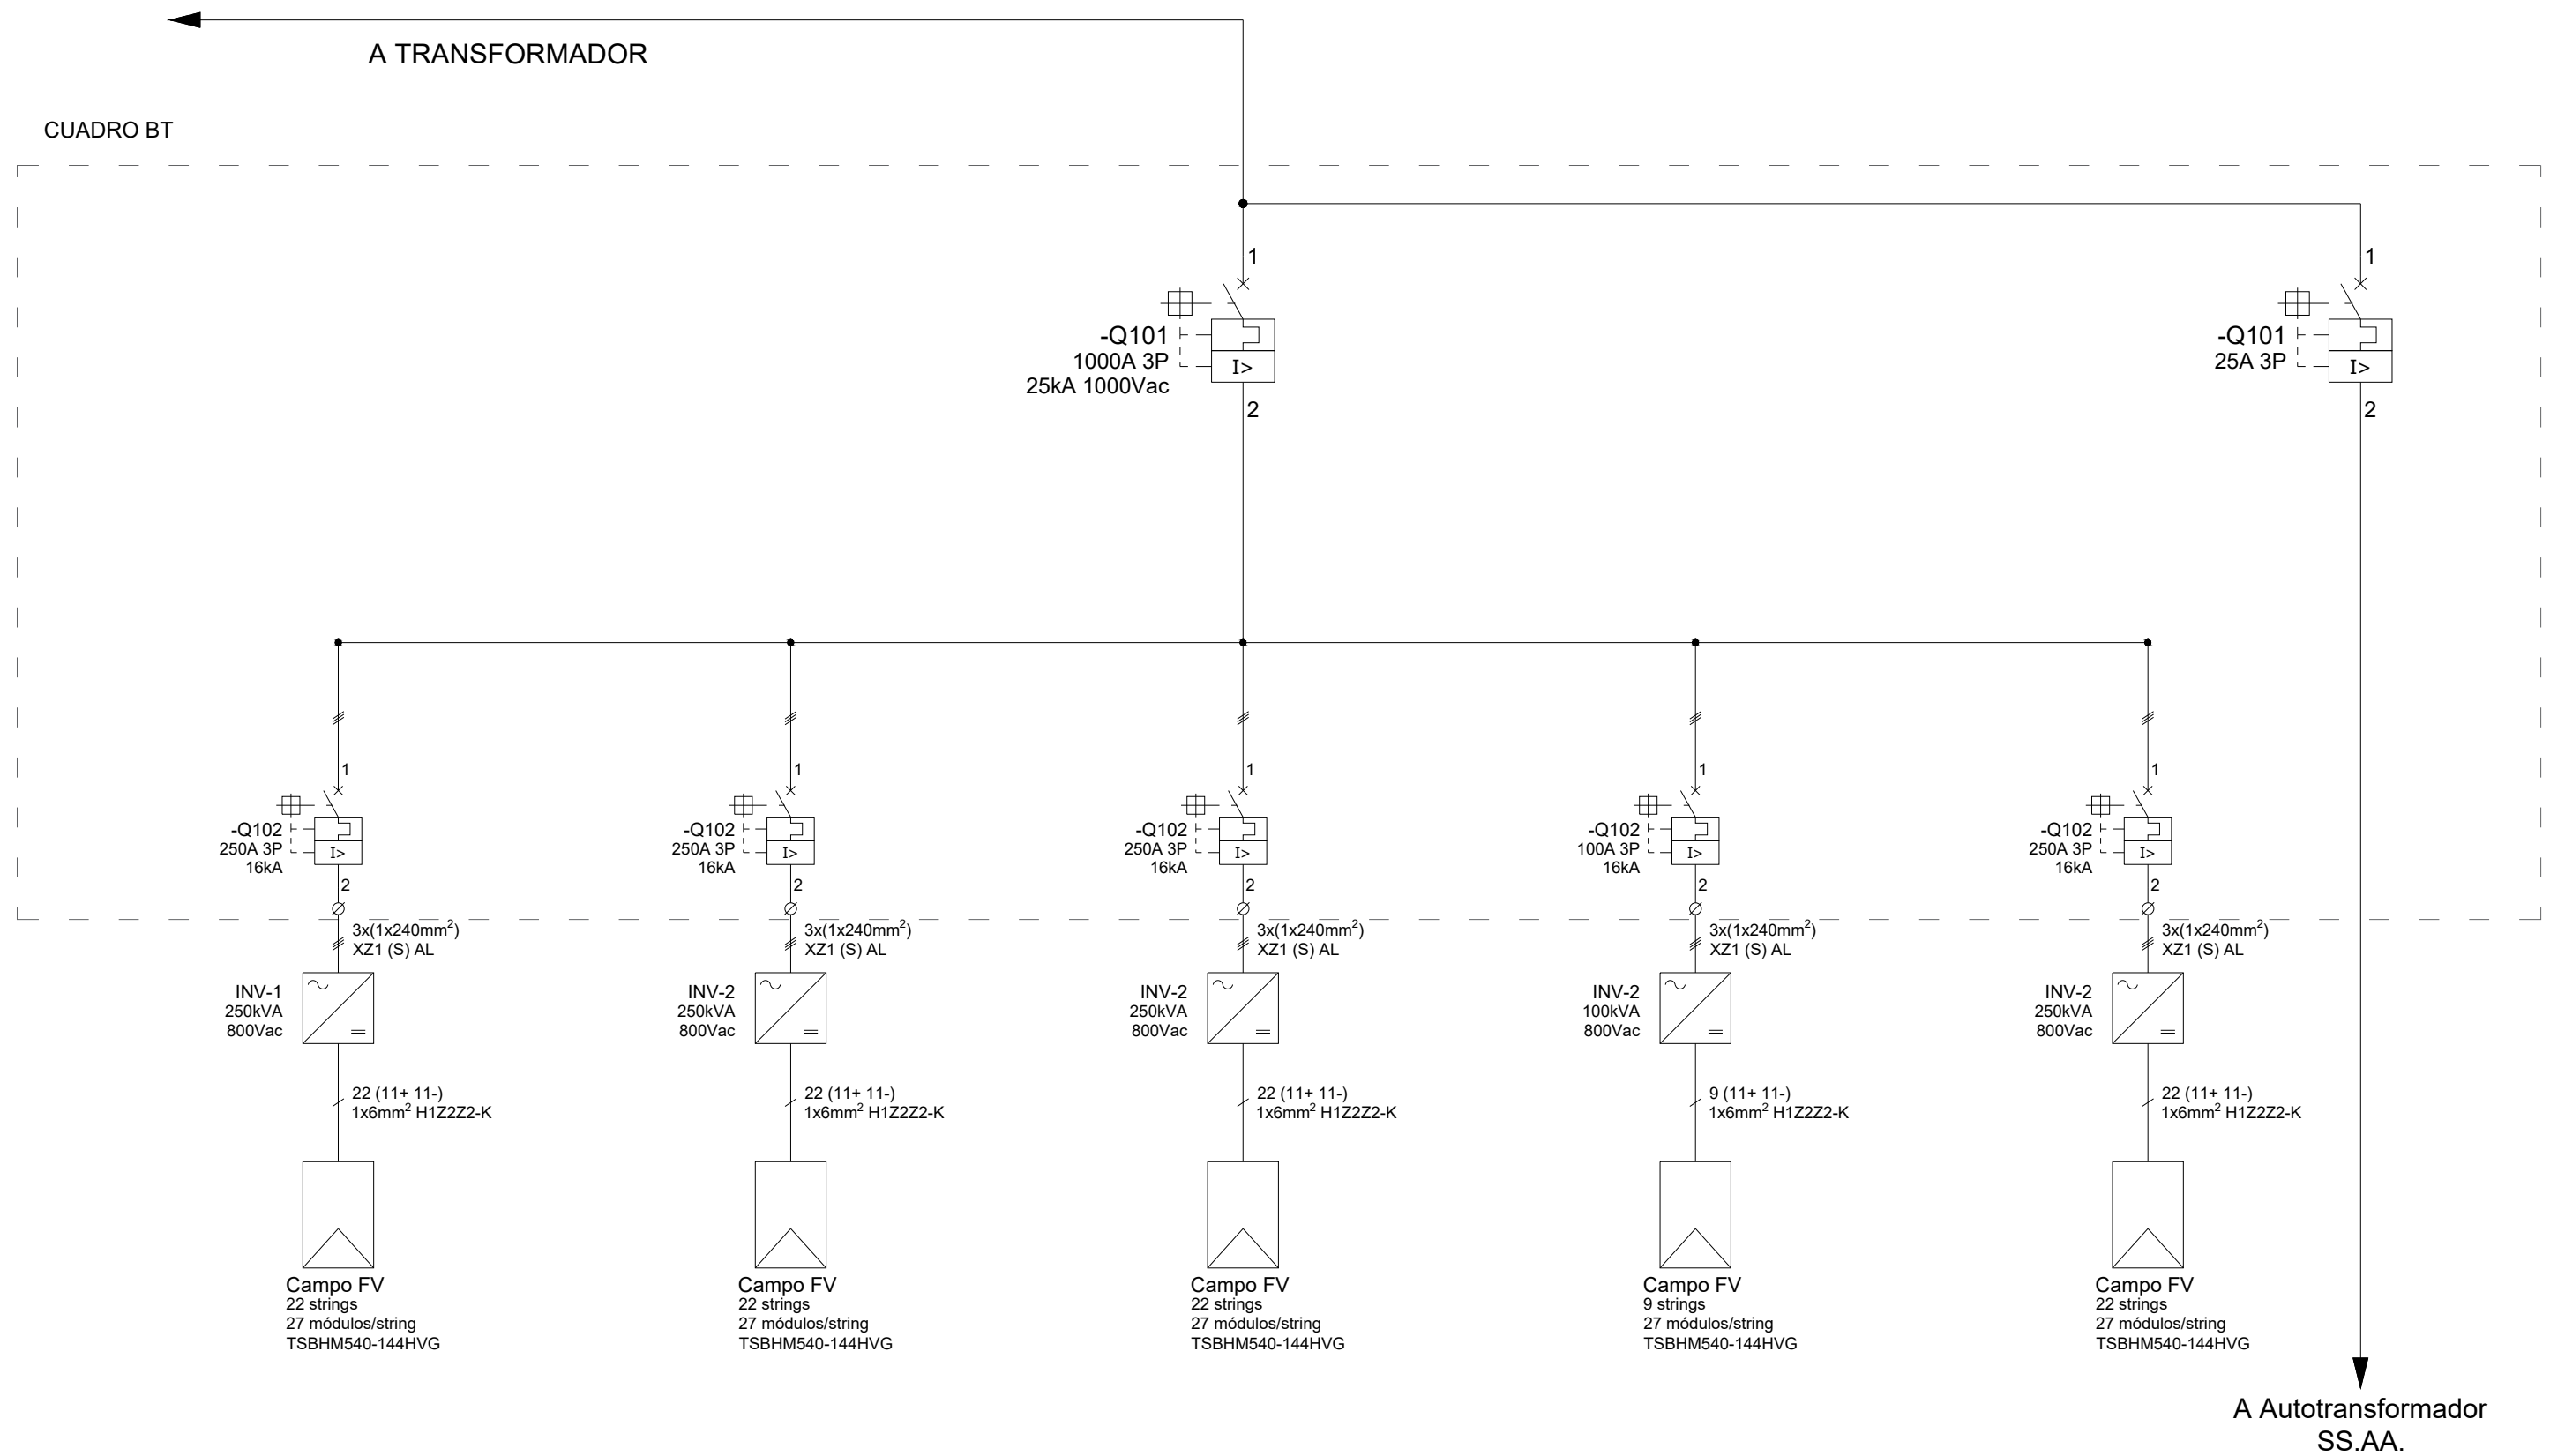 A TRANSFORMADOR
CUADRO BT
1
-Q101
1000A 3P
I>
25kA 1000Vac
2
1
-Q101
25A 3P
I>
2
1
-Q102
250A 3P
I>
16kA
2
3x(1x240mm²)
XZ1 (S) AL
INV-1
250kVA
800Vac
22 (11+ 11-)
1x6mm² H1Z2Z2-K
Campo FV
22 strings
27 módulos/string
TSBHM540-144HVG
1
-Q102
250A 3P
I>
16kA
2
3x(1x240mm²)
XZ1 (S) AL
INV-2
250kVA
800Vac
22 (11+ 11-)
1x6mm² H1Z2Z2-K
Campo FV
22 strings
27 módulos/string
TSBHM540-144HVG
1
-Q102
250A 3P
I>
16kA
2
3x(1x240mm²)
XZ1 (S) AL
INV-2
250kVA
800Vac
22 (11+ 11-)
1x6mm² H1Z2Z2-K
Campo FV
22 strings
27 módulos/string
TSBHM540-144HVG
1
-Q102
100A 3P
I>
16kA
2
3x(1x240mm²)
XZ1 (S) AL
INV-2
100kVA
800Vac
9 (11+ 11-)
1x6mm² H1Z2Z2-K
Campo FV
9 strings
27 módulos/string
TSBHM540-144HVG
1
-Q102
250A 3P
I>
16kA
2
3x(1x240mm²)
XZ1 (S) AL
INV-2
250kVA
800Vac
22 (11+ 11-)
1x6mm² H1Z2Z2-K
Campo FV
22 strings
27 módulos/string
TSBHM540-144HVG
A Autotransformador
SS.AA.